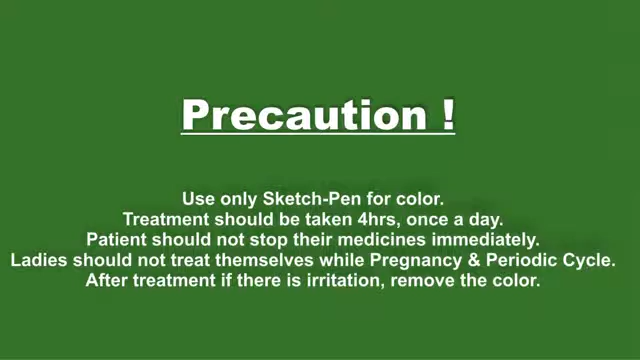 Precaution !
Use only Sketch-Pen for color.
Treatment should be taken 4hrs, once a day.
Patient should not stop their medicines immediately.
Ladies should not treat themselves while Pregnancy & Periodic Cycle.
After treatment if there is irritation, remove the color.